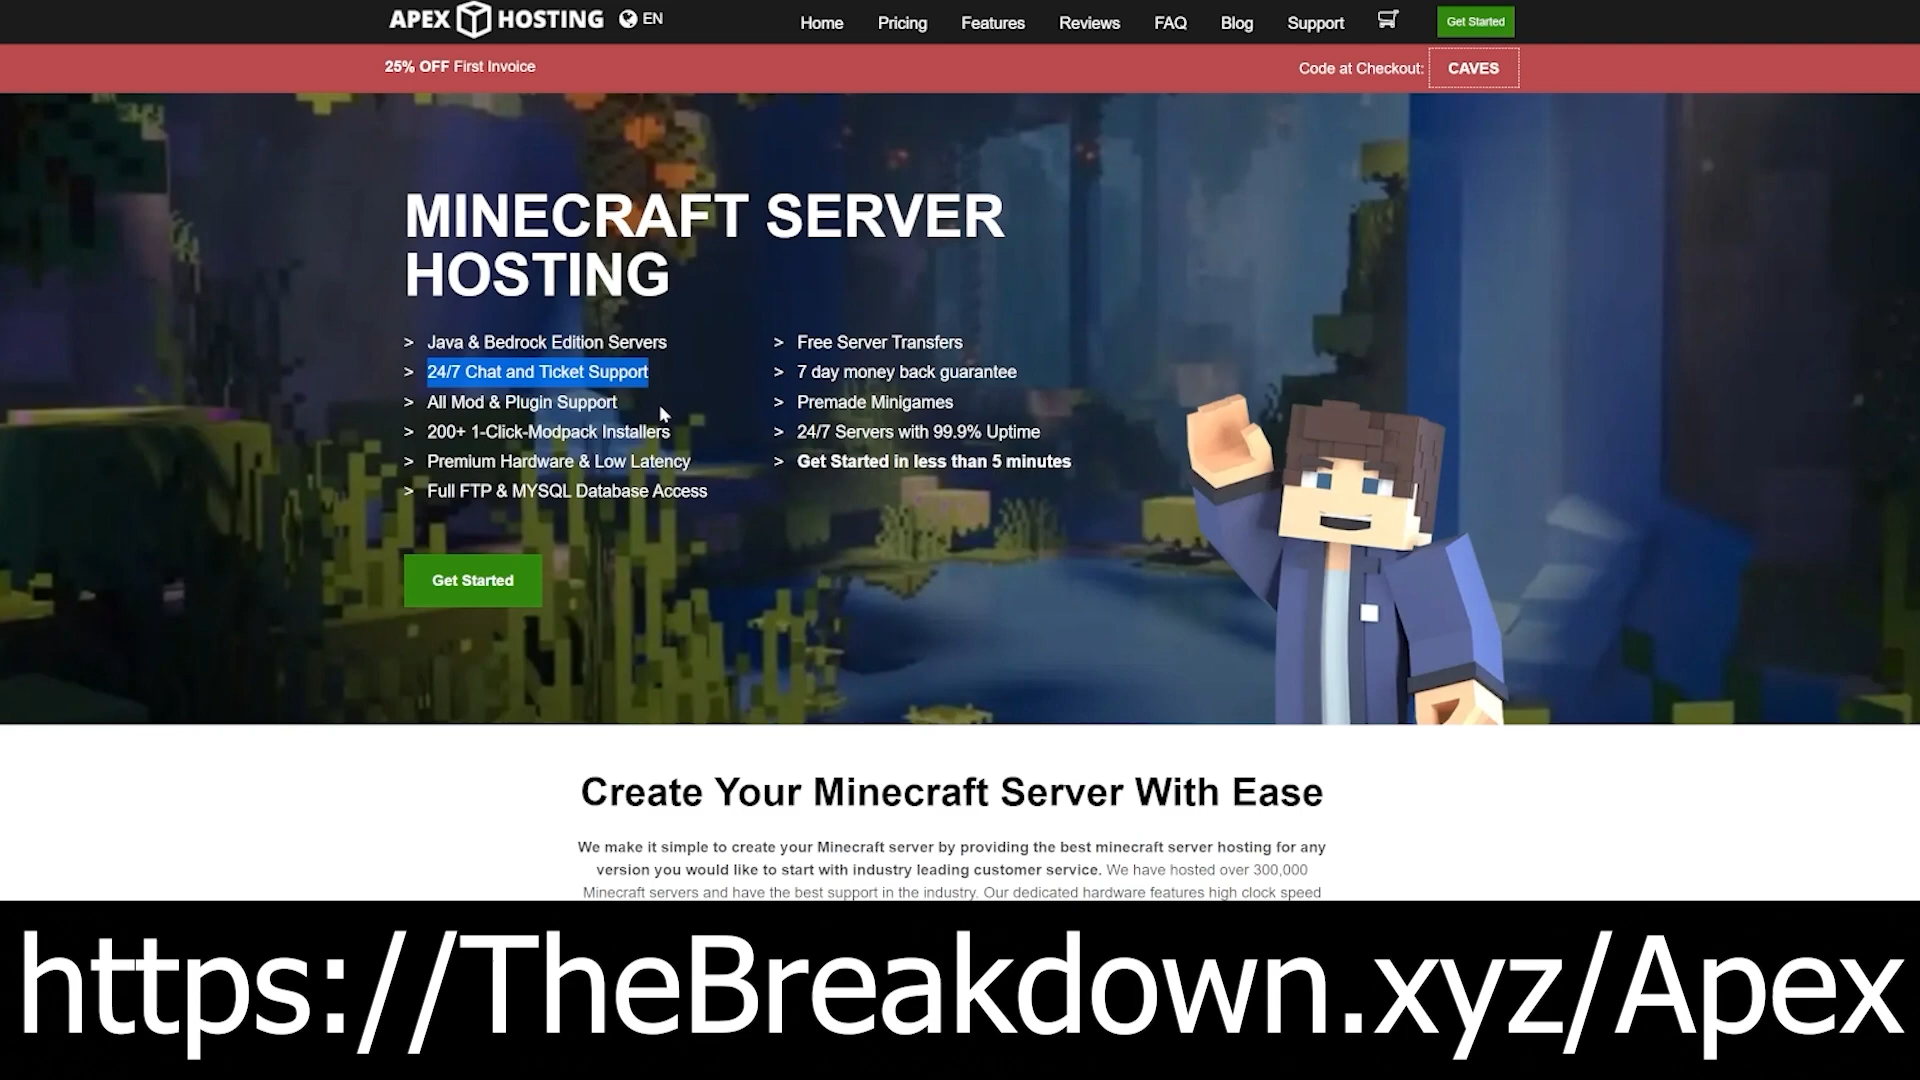 APEX HOSTING EN Home Pricing Features Reviews FAQ Blog Support Get Started
25% OFF First Invoice Code at Checkout: CAVES
MINECRAFT SERVER
HOSTING
> Java & Bedrock Edition Servers
> 24/7 Chat and Ticket Support
> All Mod & Plugin Support
> 200+ 1-Click-Modpack Installers
> Premium Hardware & Low Latency
> Full FTP & MYSQL Database Access
> Free Server Transfers
> 7 day money back guarantee
> Premade Minigames
> 24/7 Servers with 99.9% Uptime
> Get Started in less than 5 minutes
Get Started
Create Your Minecraft Server With Ease
We make it simple to create your Minecraft server by providing the best minecraft server hosting for any
version you would like to start with industry leading customer service. We have hosted over 300,000
Minecraft servers and have the best support in the industry. Our dedicated hardware features high clock speed
https://TheBreakdown.xyz/Apex